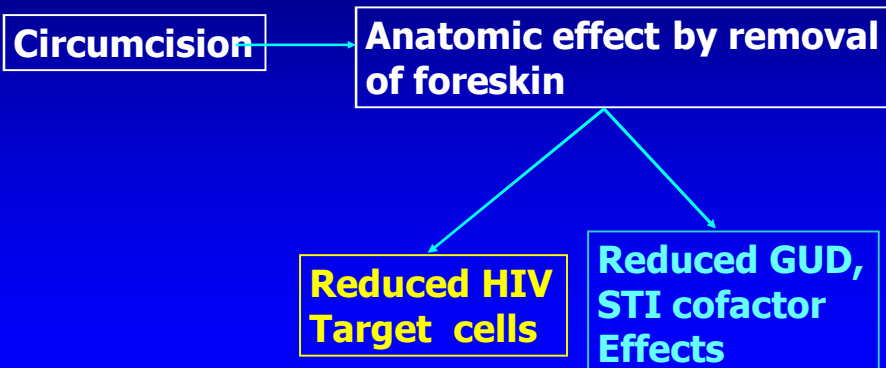 Circumcision
Anatomic effect by removal
of foreskin
Reduced HIV
Target cells
Reduced GUD,
STI cofactor
Effects